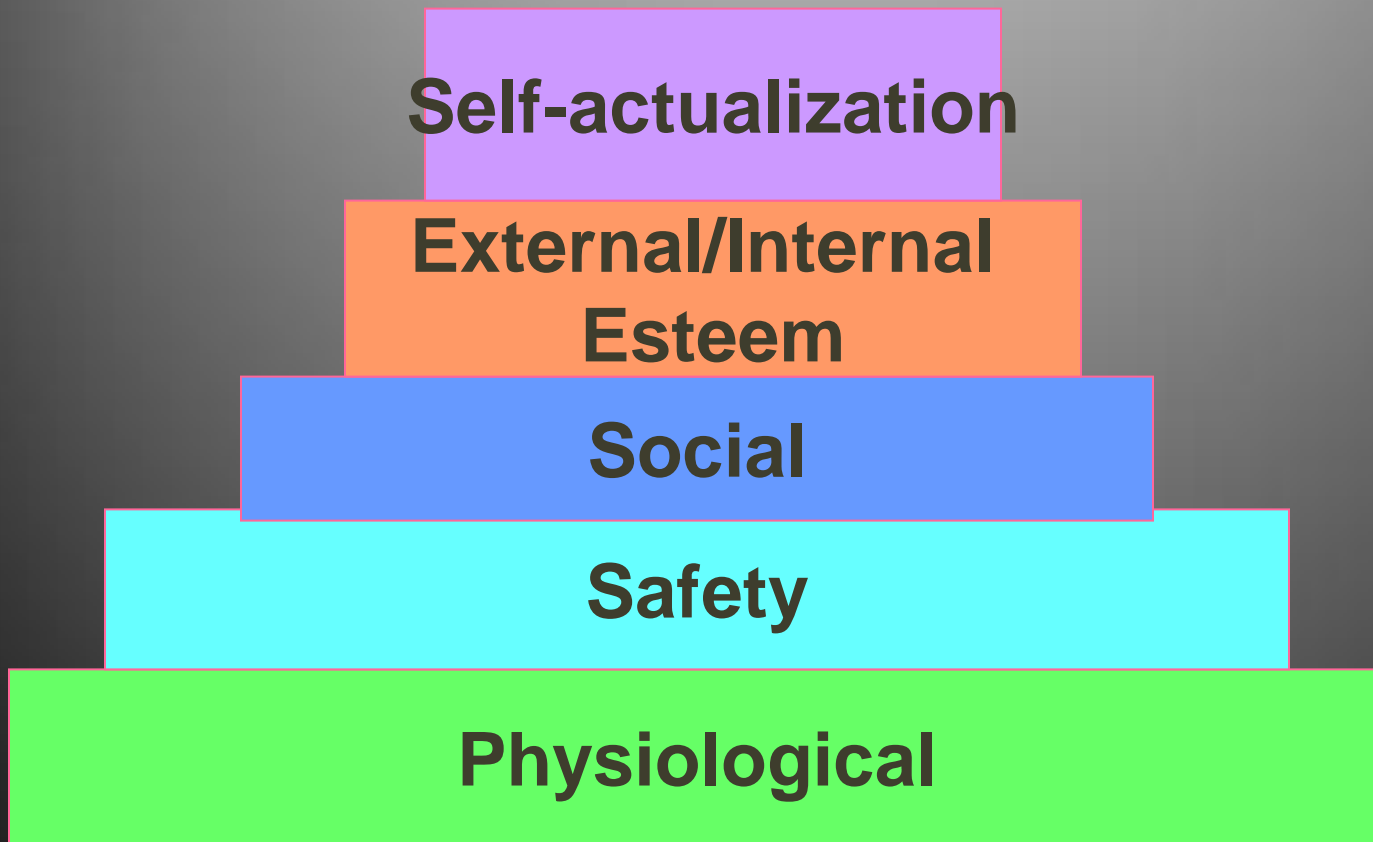 Self-actualization
External/Internal
Esteem
Social
Safety
Physiological